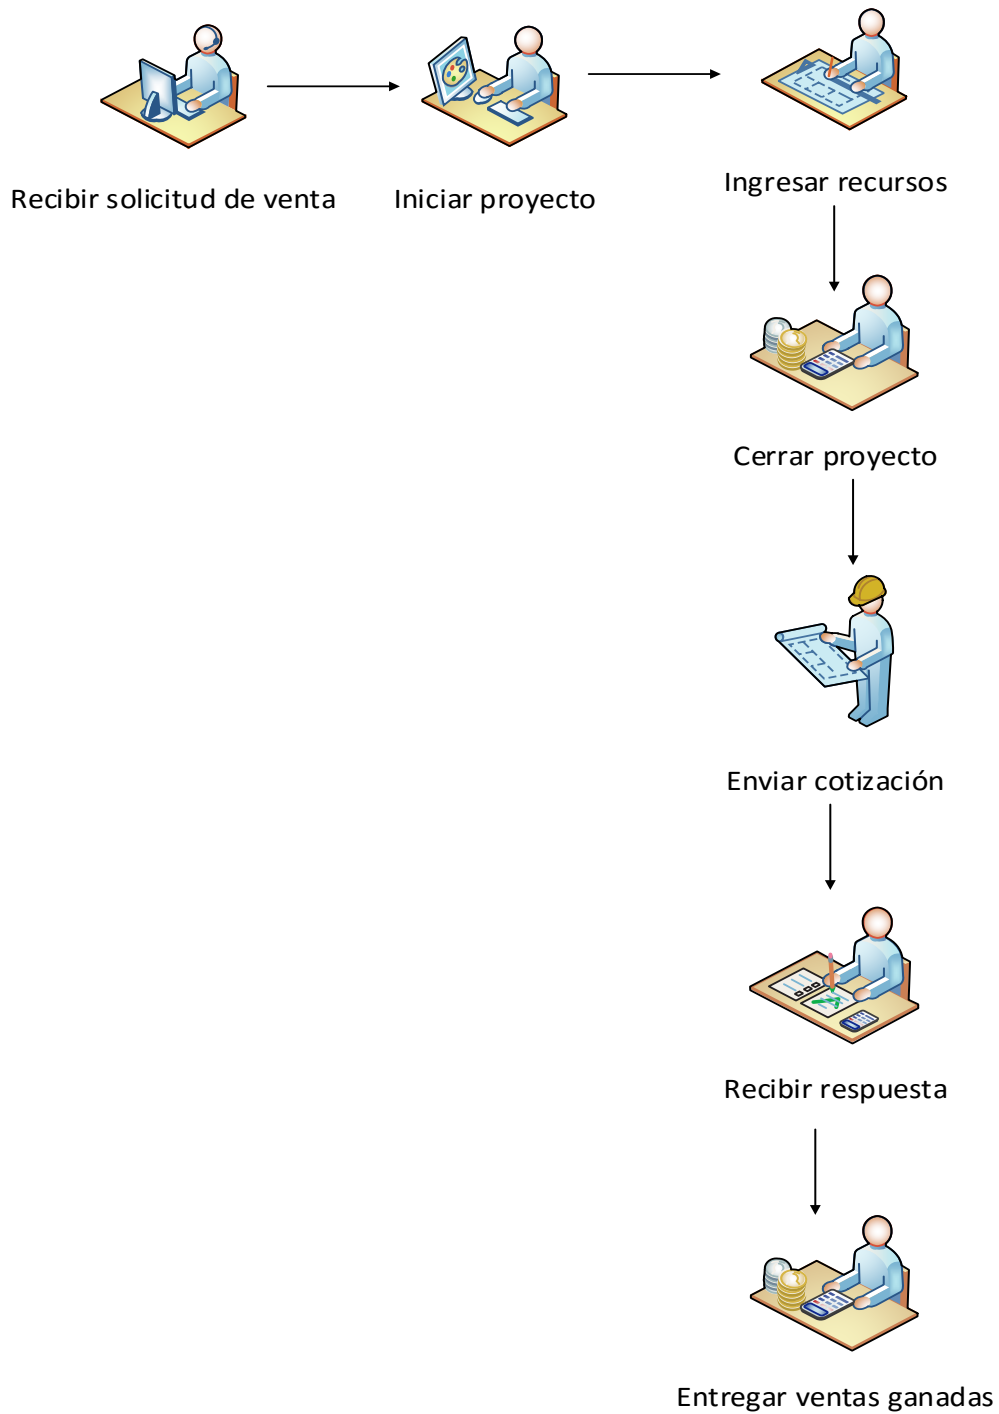 Recibir solicitud de venta
Iniciar proyecto
Ingresar recursos
Cerrar proyecto
Enviar cotización
Recibir respuesta
Entregar ventas ganadas